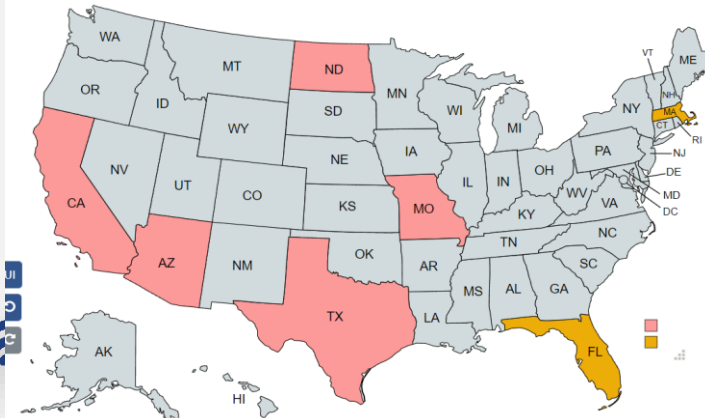 WA
MT
ND
MN
VT
ME
OR
ID
SD
WI
MI
NY
NH
MA
CT
RI
WY
IA
PA
NJ
NV
NE
IL
IN
OH
DE
MD
DC
UT
CO
KS
MO
KY
WV
VA
CA
AZ
NM
OK
AR
TN
NC
SC
TX
LA
MS
AL
GA
FL
AK
HI
UI